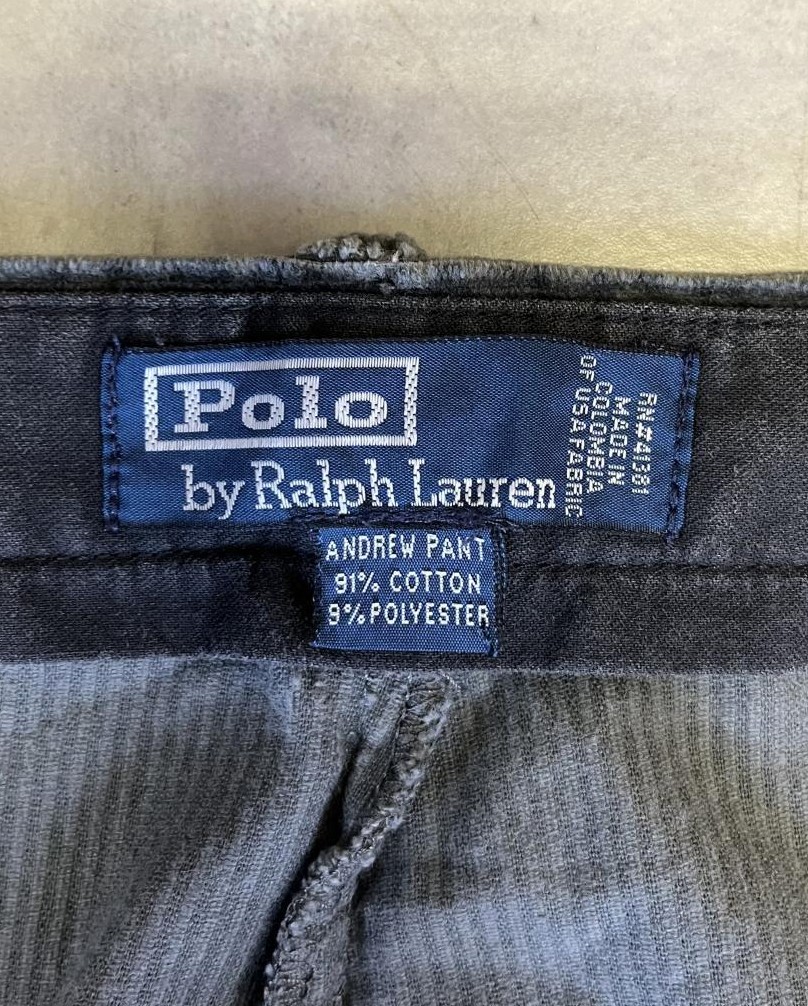 Polo
by Ralph Lauren
RN#41381
MADE IN
COLOMBIA
OF USA FABRIC
ANDREW PANT
91% COTTON
9% POLYESTER